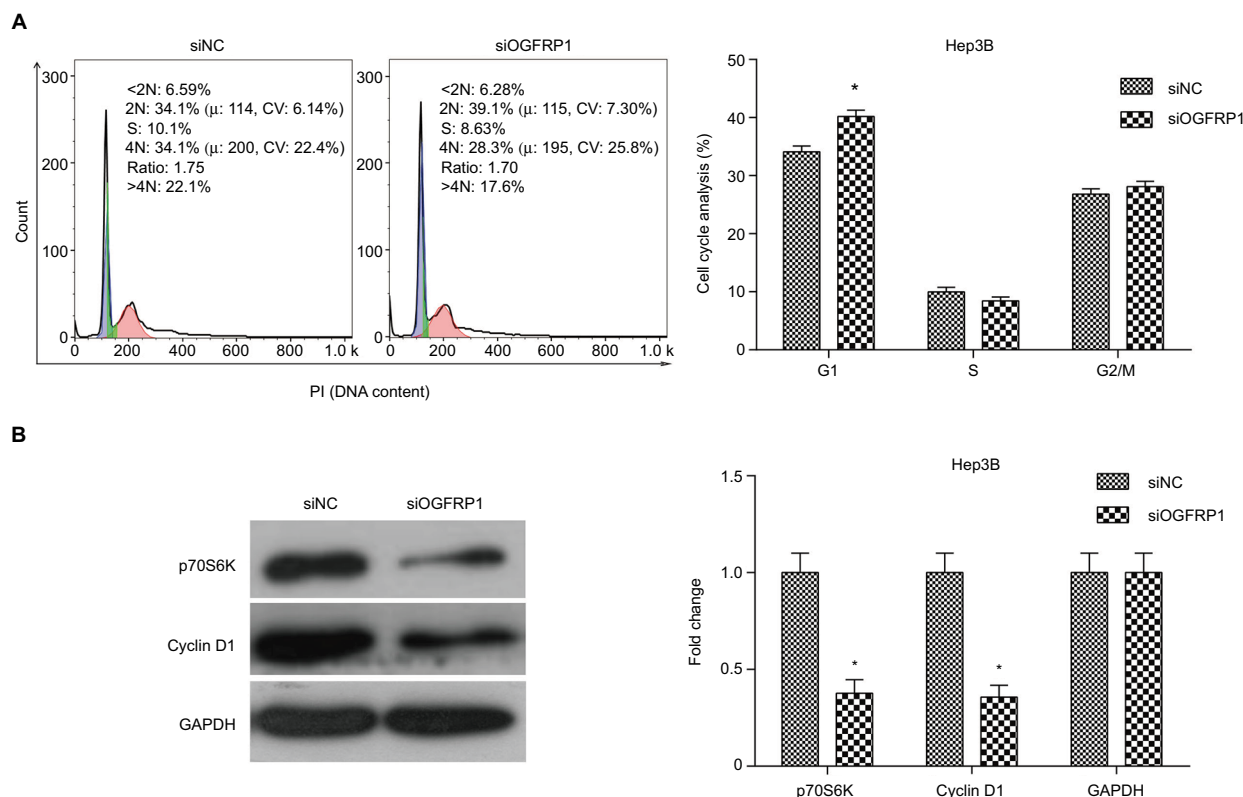 A
siNC
siOGFRP1
300
200
100
0
Count
<2N: 6.59%
2N: 34.1% (μ: 114, CV: 6.14%)
S: 10.1%
4N: 34.1% (μ: 200, CV: 22.4%)
Ratio: 1.75
>4N: 22.1%
0 200 400 600 800 1.0 k
300
200
100
0
<2N: 6.28%
2N: 39.1% (μ: 115, CV: 7.30%)
S: 8.63%
4N: 28.3% (μ: 195, CV: 25.8%)
Ratio: 1.70
>4N: 17.6%
0 200 400 600 800 1.0 k
PI (DNA content)
Hep3B
siNC
siOGFRP1
Cell cycle analysis (%)
50
40
30
20
10
0
*
G1 S G2/M
B
siNC siOGFRP1
p70S6K
Cyclin D1
GAPDH
Hep3B
siNC
siOGFRP1
Fold change
1.5
1.0
0.5
0
* *
p70S6K Cyclin D1 GAPDH